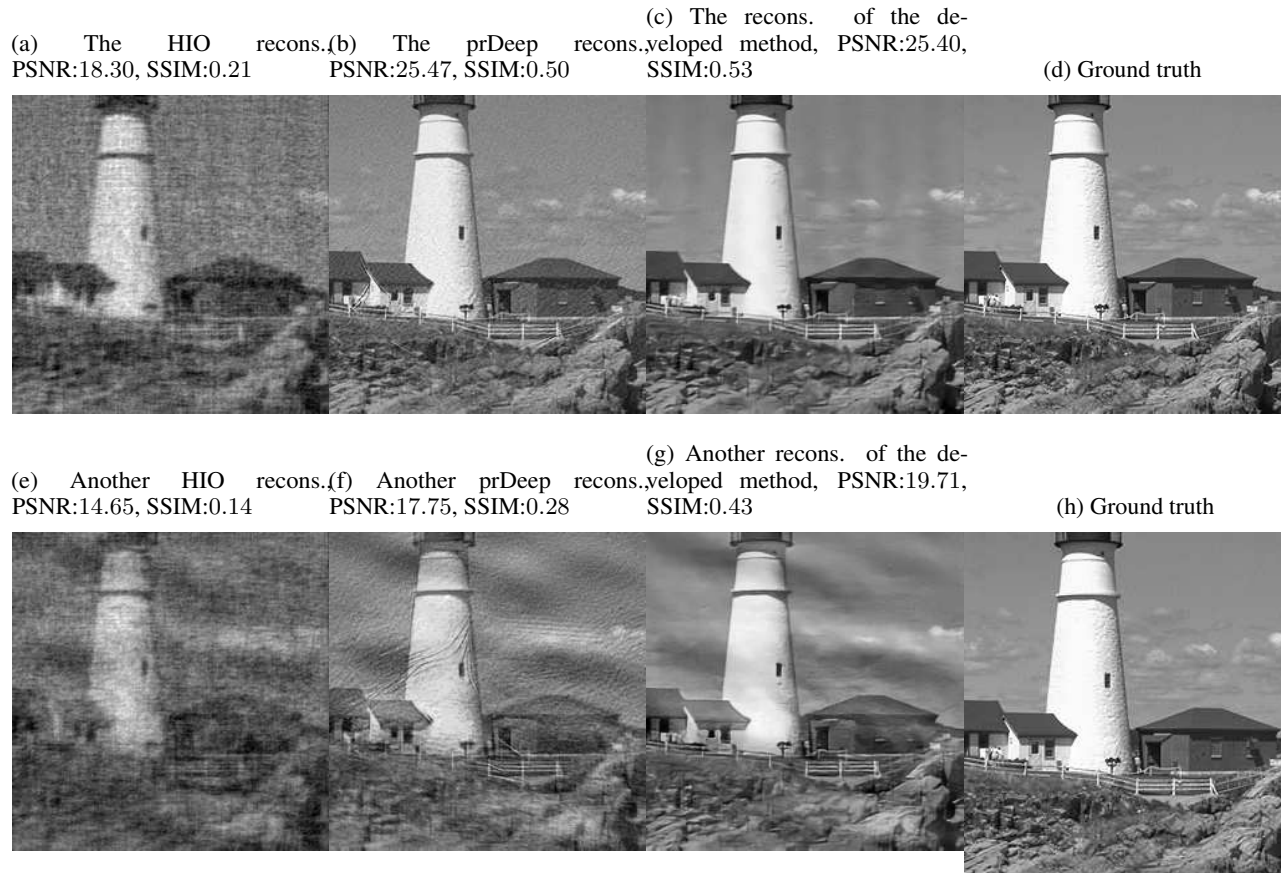 (a) The HIO recons.,
PSNR:18.30, SSIM:0.21
(b) The prDeep recons.,
PSNR:25.47, SSIM:0.50
(c) The recons. of the de-
veloped method, PSNR:25.40,
SSIM:0.53
(d) Ground truth
(e) Another HIO recons.,
PSNR:14.65, SSIM:0.14
(f) Another prDeep recons.,
PSNR:17.75, SSIM:0.28
(g) Another recons. of the de-
veloped method, PSNR:19.71,
SSIM:0.43
(h) Ground truth